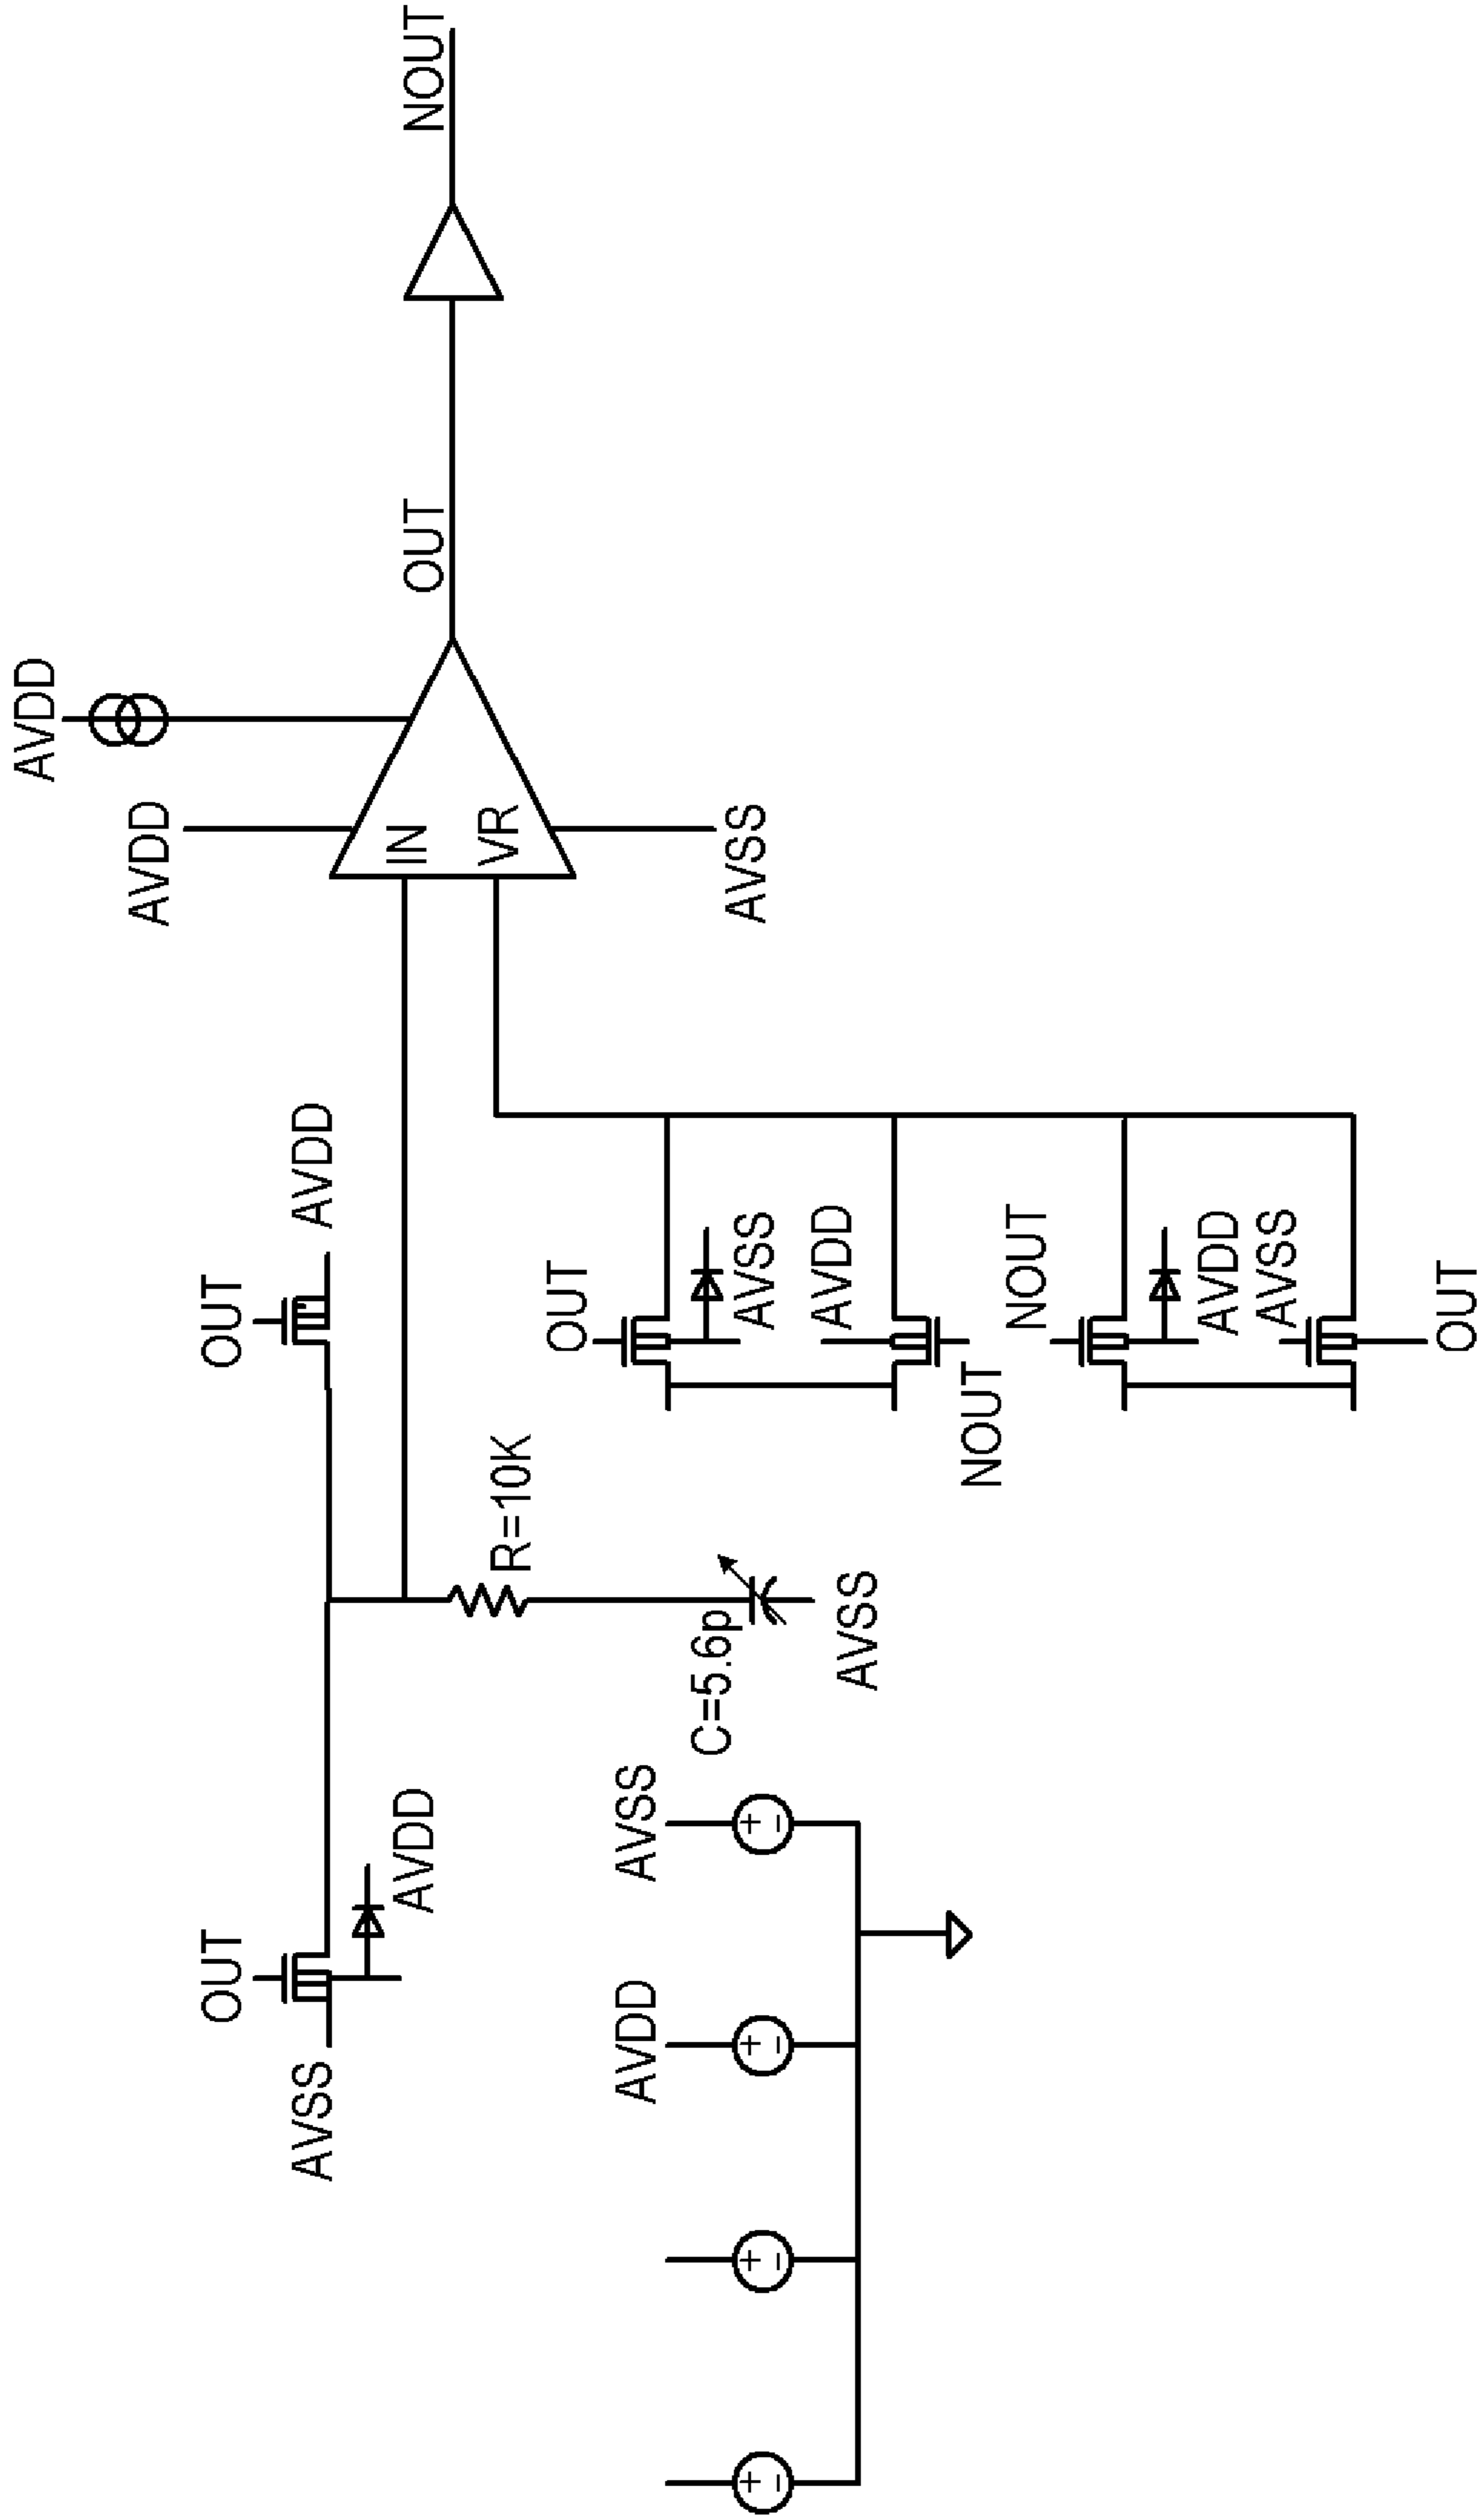 NOUT
OUT
AVDD
AVDD
IN
VR
AVSS
AVDD
OUT
OUT
AVSS
AVDD
NOUT
NOUT
AVDD
AVSS
OUT
R=10K
C=5.6p
AVSS
OUT
AVDD
AVSS
AVSS
+
-
AVDD
+
-
+
-
+
-